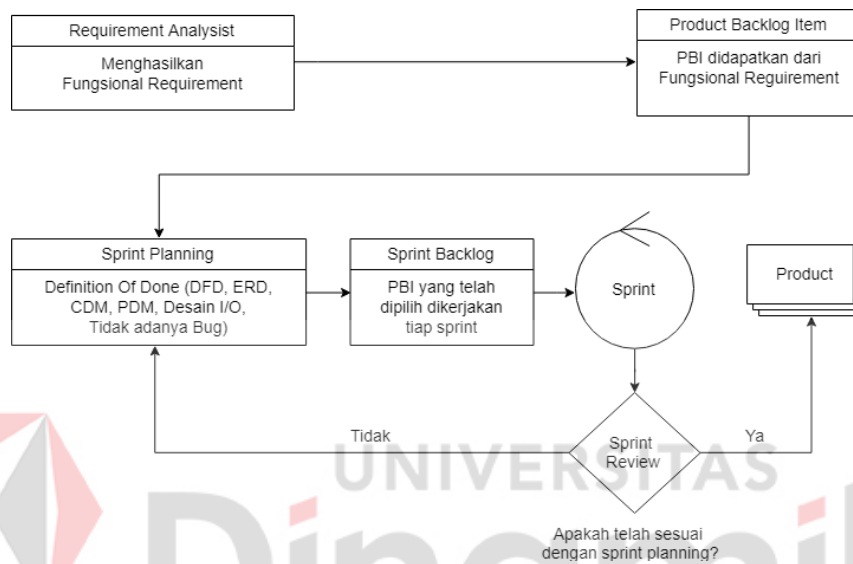 Requirement Analysist
Menghasilkan
Fungsional Requirement
Product Backlog Item
PBI didapatkan dari
Fungsional Reguirement
Sprint Planning
Definition Of Done (DFD, ERD,
CDM, PDM, Desain I/O,
Tidak adanya Bug)
Sprint Backlog
PBI yang telah
dipilih dikerjakan
tiap sprint
Sprint
Product
Tidak
Sprint
Review
Ya
UNIVERSITAS
Dinamik
Apakah telah sesuai
dengan sprint planning?